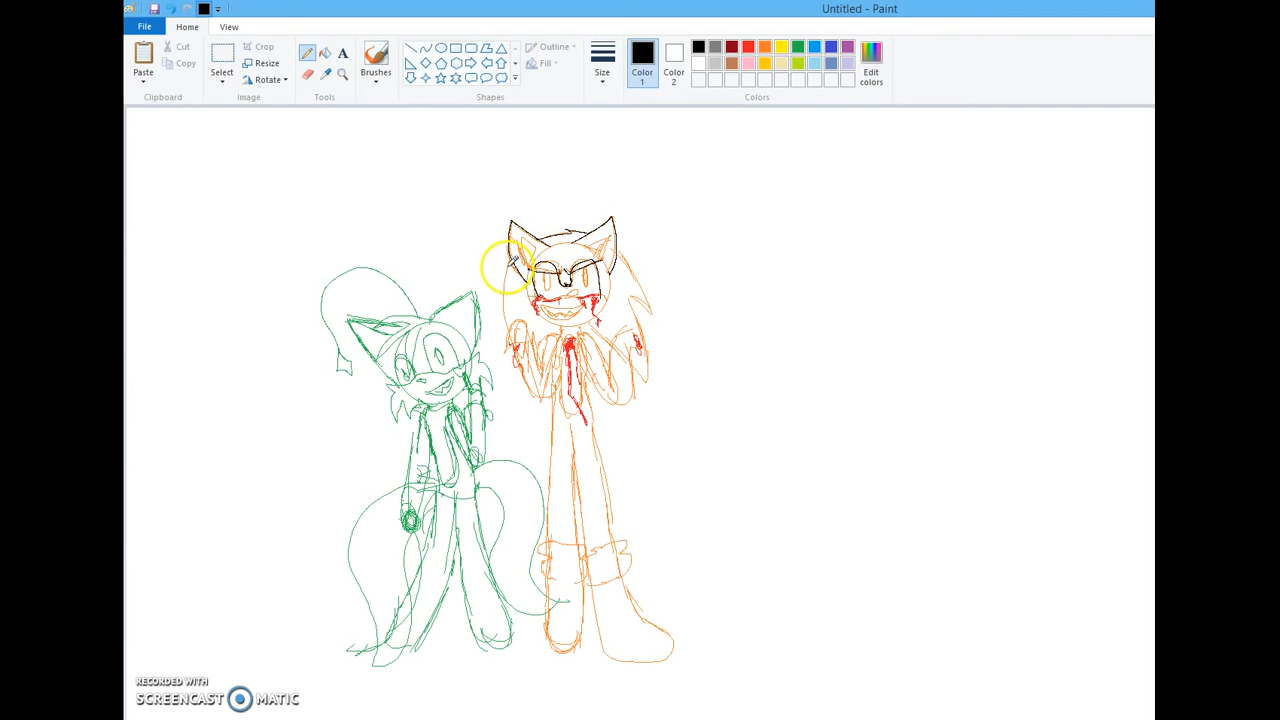 Untitled - Paint
File Home View
Paste
Cut
Copy
Clipboard
Select
Crop
Resize
Rotate
Image
A
Tools
Brushes
Outline
Fill
Shapes
Size
Color
1
Color
2
Edit
colors
Colors
RECORDED WITH
SCREENCAST MATIC